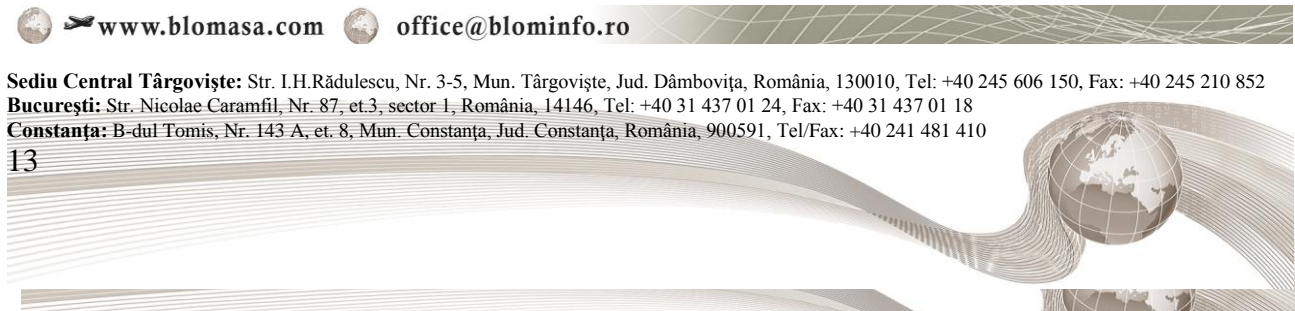 www.blomasa.com office@blominfo.ro
Sediu Central Târgovişte: Str. I.H.Rădulescu, Nr. 3-5, Mun. Târgovişte, Jud. Dâmboviţa, România, 130010, Tel: +40 245 606 150, Fax: +40 245 210 852
Bucureşti: Str. Nicolae Caramfil, Nr. 87, et.3, sector 1, România, 14146, Tel: +40 31 437 01 24, Fax: +40 31 437 01 18
Constanţa: B-dul Tomis, Nr. 143 A, et. 8, Mun. Constanţa, Jud. Constanţa, România, 900591, Tel/Fax: +40 241 481 410
13